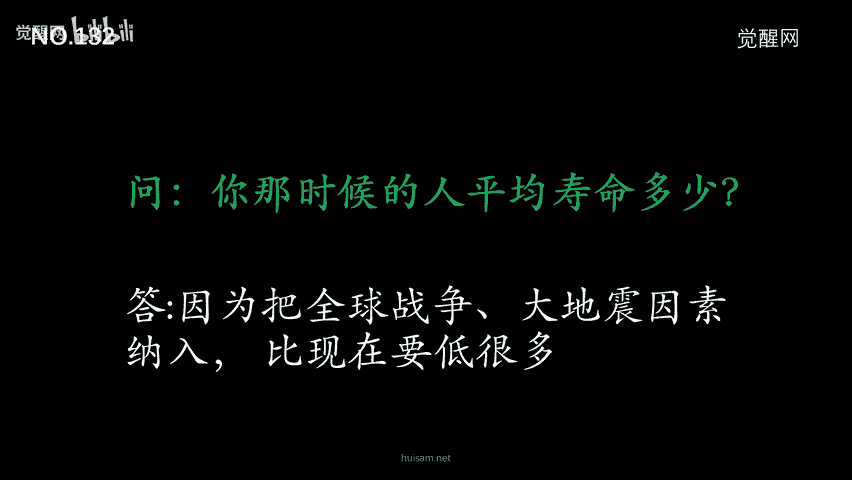 觉醒网 bilibili
NO.132
觉醒网
问：你那时候的人平均寿命多少？
答:因为把全球战争、大地震因素
纳入， 比现在要低很多
huisam.net